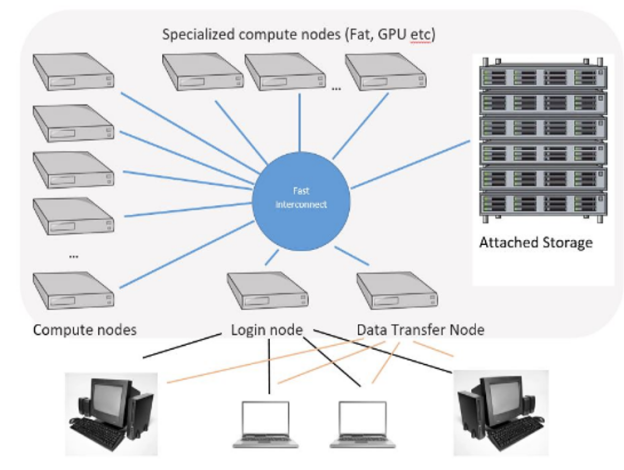 Specialized compute nodes (Fat, GPU etc)
...
Fast
interconnect
Attached Storage
...
Compute nodes
Login node
Data Transfer Node